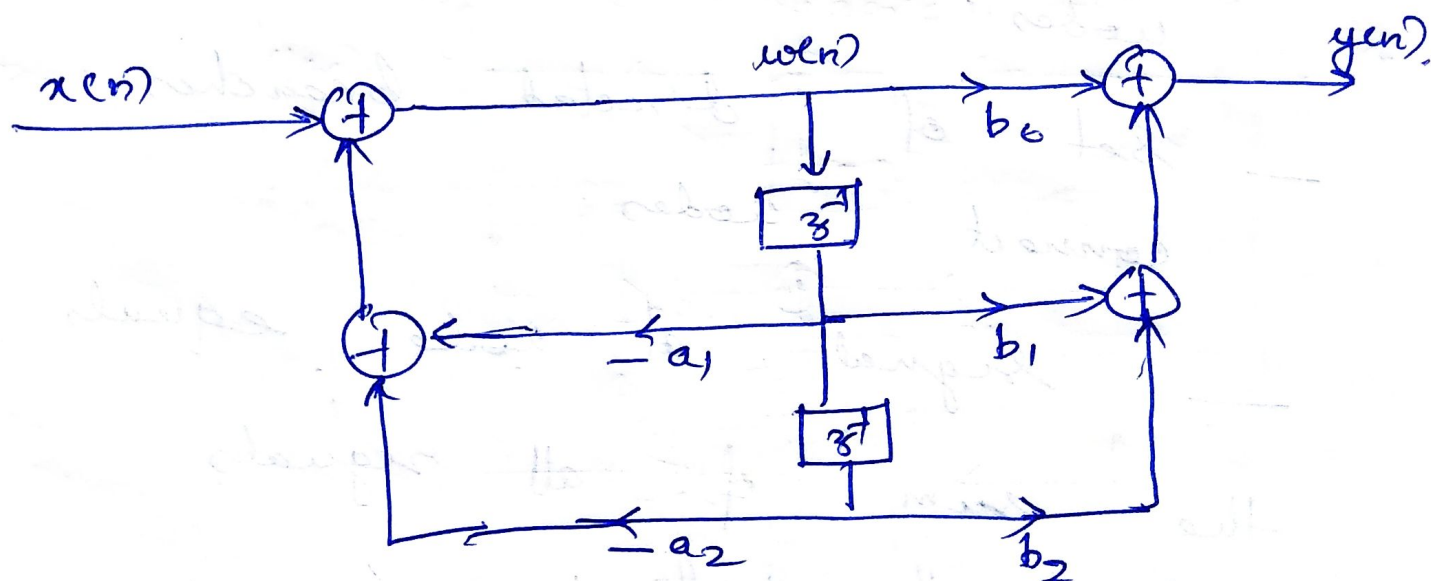 x(n)
w(n)
y(n).
+
b0
+
z-1
+
- a1
b1
+
z-1
- a2
b2